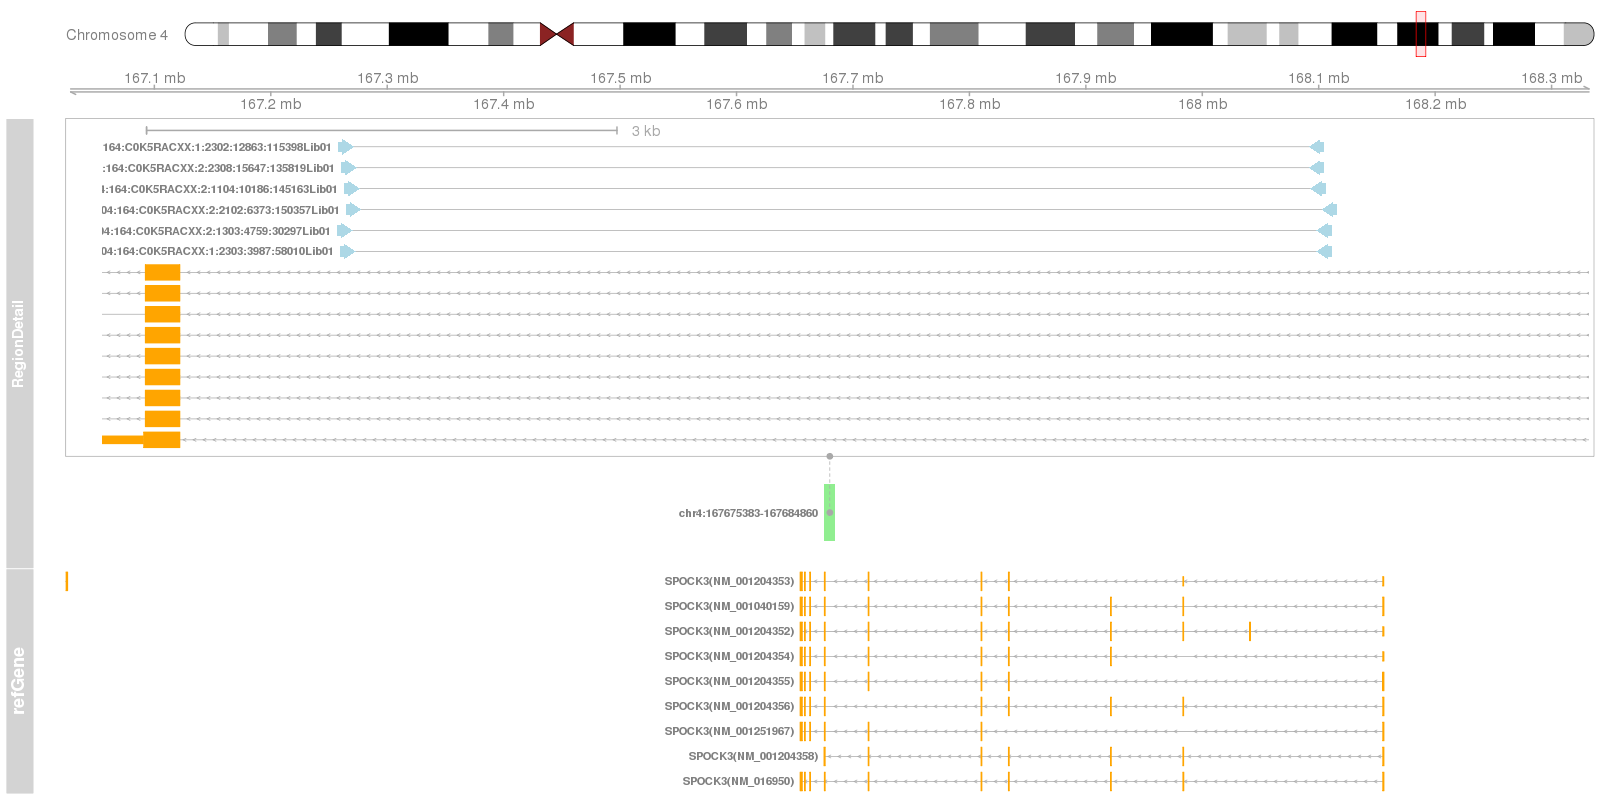 Chromosome 4
167.1 mb 167.3 mb 167.5 mb 167.7 mb 167.9 mb 168.1 mb 168.3 mb
167.2 mb 167.4 mb 167.6 mb 167.8 mb 168 mb 168.2 mb
3 kb
164:C0K5RACXX:1:2302:12863:115398Lib01
:164:C0K5RACXX:2:2308:15647:135819Lib01
:164:C0K5RACXX:2:1104:10186:145163Lib01
04:164:C0K5RACXX:2:2102:6373:150357Lib01
4:164:C0K5RACXX:2:1303:4759:30297Lib01
04:164:C0K5RACXX:1:2303:3987:58010Lib01
RegionDetail
chr4:167675383-167684860
refGene
SPOCK3(NM_001204353)
SPOCK3(NM_001040159)
SPOCK3(NM_001204352)
SPOCK3(NM_001204354)
SPOCK3(NM_001204355)
SPOCK3(NM_001204356)
SPOCK3(NM_001251967)
SPOCK3(NM_001204358)
SPOCK3(NM_016950)